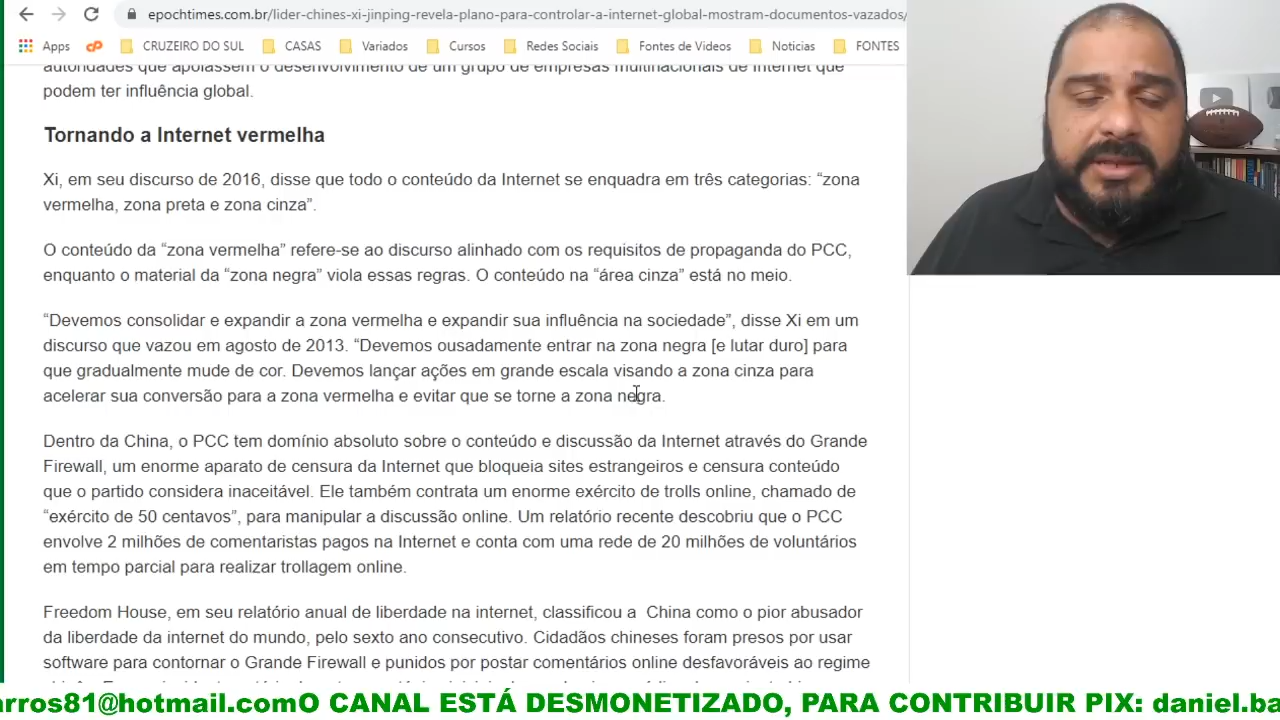 epochtimes.com.br/lider-chines-xi-jinping-revela-plano-para-controlar-a-internet-global-mostram-documentos-vazados/
Apps CRUZEIRO DO SUL CASAS Variados Cursos Redes Sociais Fontes de Videos Noticias FONTES
autoridades que apoiassem o desenvolvimento de um grupo de empresas multinacionais de Internet que
podem ter influência global.
Tornando a Internet vermelha
Xi, em seu discurso de 2016, disse que todo o conteúdo da Internet se enquadra em três categorias: “zona
vermelha, zona preta e zona cinza”.
O conteúdo da “zona vermelha” refere-se ao discurso alinhado com os requisitos de propaganda do PCC,
enquanto o material da “zona negra” viola essas regras. O conteúdo na “área cinza” está no meio.
“Devemos consolidar e expandir a zona vermelha e expandir sua influência na sociedade”, disse Xi em um
discurso que vazou em agosto de 2013. “Devemos ousadamente entrar na zona negra [e lutar duro] para
que gradualmente mude de cor. Devemos lançar ações em grande escala visando a zona cinza para
acelerar sua conversão para a zona vermelha e evitar que se torne a zona negra.
Dentro da China, o PCC tem domínio absoluto sobre o conteúdo e discussão da Internet através do Grande
Firewall, um enorme aparato de censura da Internet que bloqueia sites estrangeiros e censura conteúdo
que o partido considera inaceitável. Ele também contrata um enorme exército de trolls online, chamado de
“exército de 50 centavos”, para manipular a discussão online. Um relatório recente descobriu que o PCC
envolve 2 milhões de comentaristas pagos na Internet e conta com uma rede de 20 milhões de voluntários
em tempo parcial para realizar trollagem online.
Freedom House, em seu relatório anual de liberdade na internet, classificou a China como o pior abusador
da liberdade da internet do mundo, pelo sexto ano consecutivo. Cidadãos chineses foram presos por usar
software para contornar o Grande Firewall e punidos por postar comentários online desfavoráveis ao regime
arros81@hotmail.comO CANAL ESTÁ DESMONETIZADO, PARA CONTRIBUIR PIX: daniel.ba